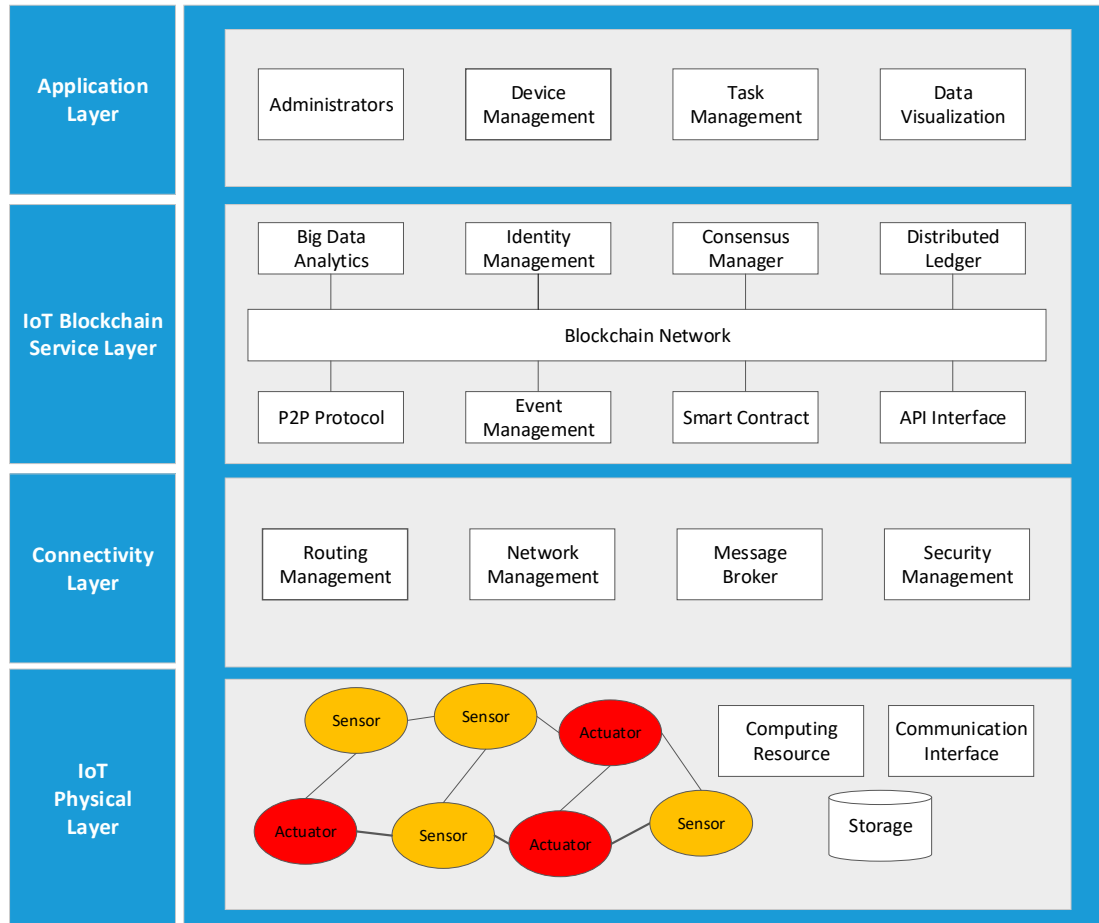 Application
Layer
Administrators
Device
Management
Task
Management
Data
Visualization
IoT Blockchain
Service Layer
Big Data
Analytics
Identity
Management
Consensus
Manager
Distributed
Ledger
Blockchain Network
P2P Protocol
Event
Management
Smart Contract
API Interface
Connectivity
Layer
Routing
Management
Network
Management
Message
Broker
Security
Management
IoT
Physical
Layer
Sensor
Sensor
Actuator
Computing
Resource
Communication
Interface
Actuator
Sensor
Actuator
Sensor
Storage